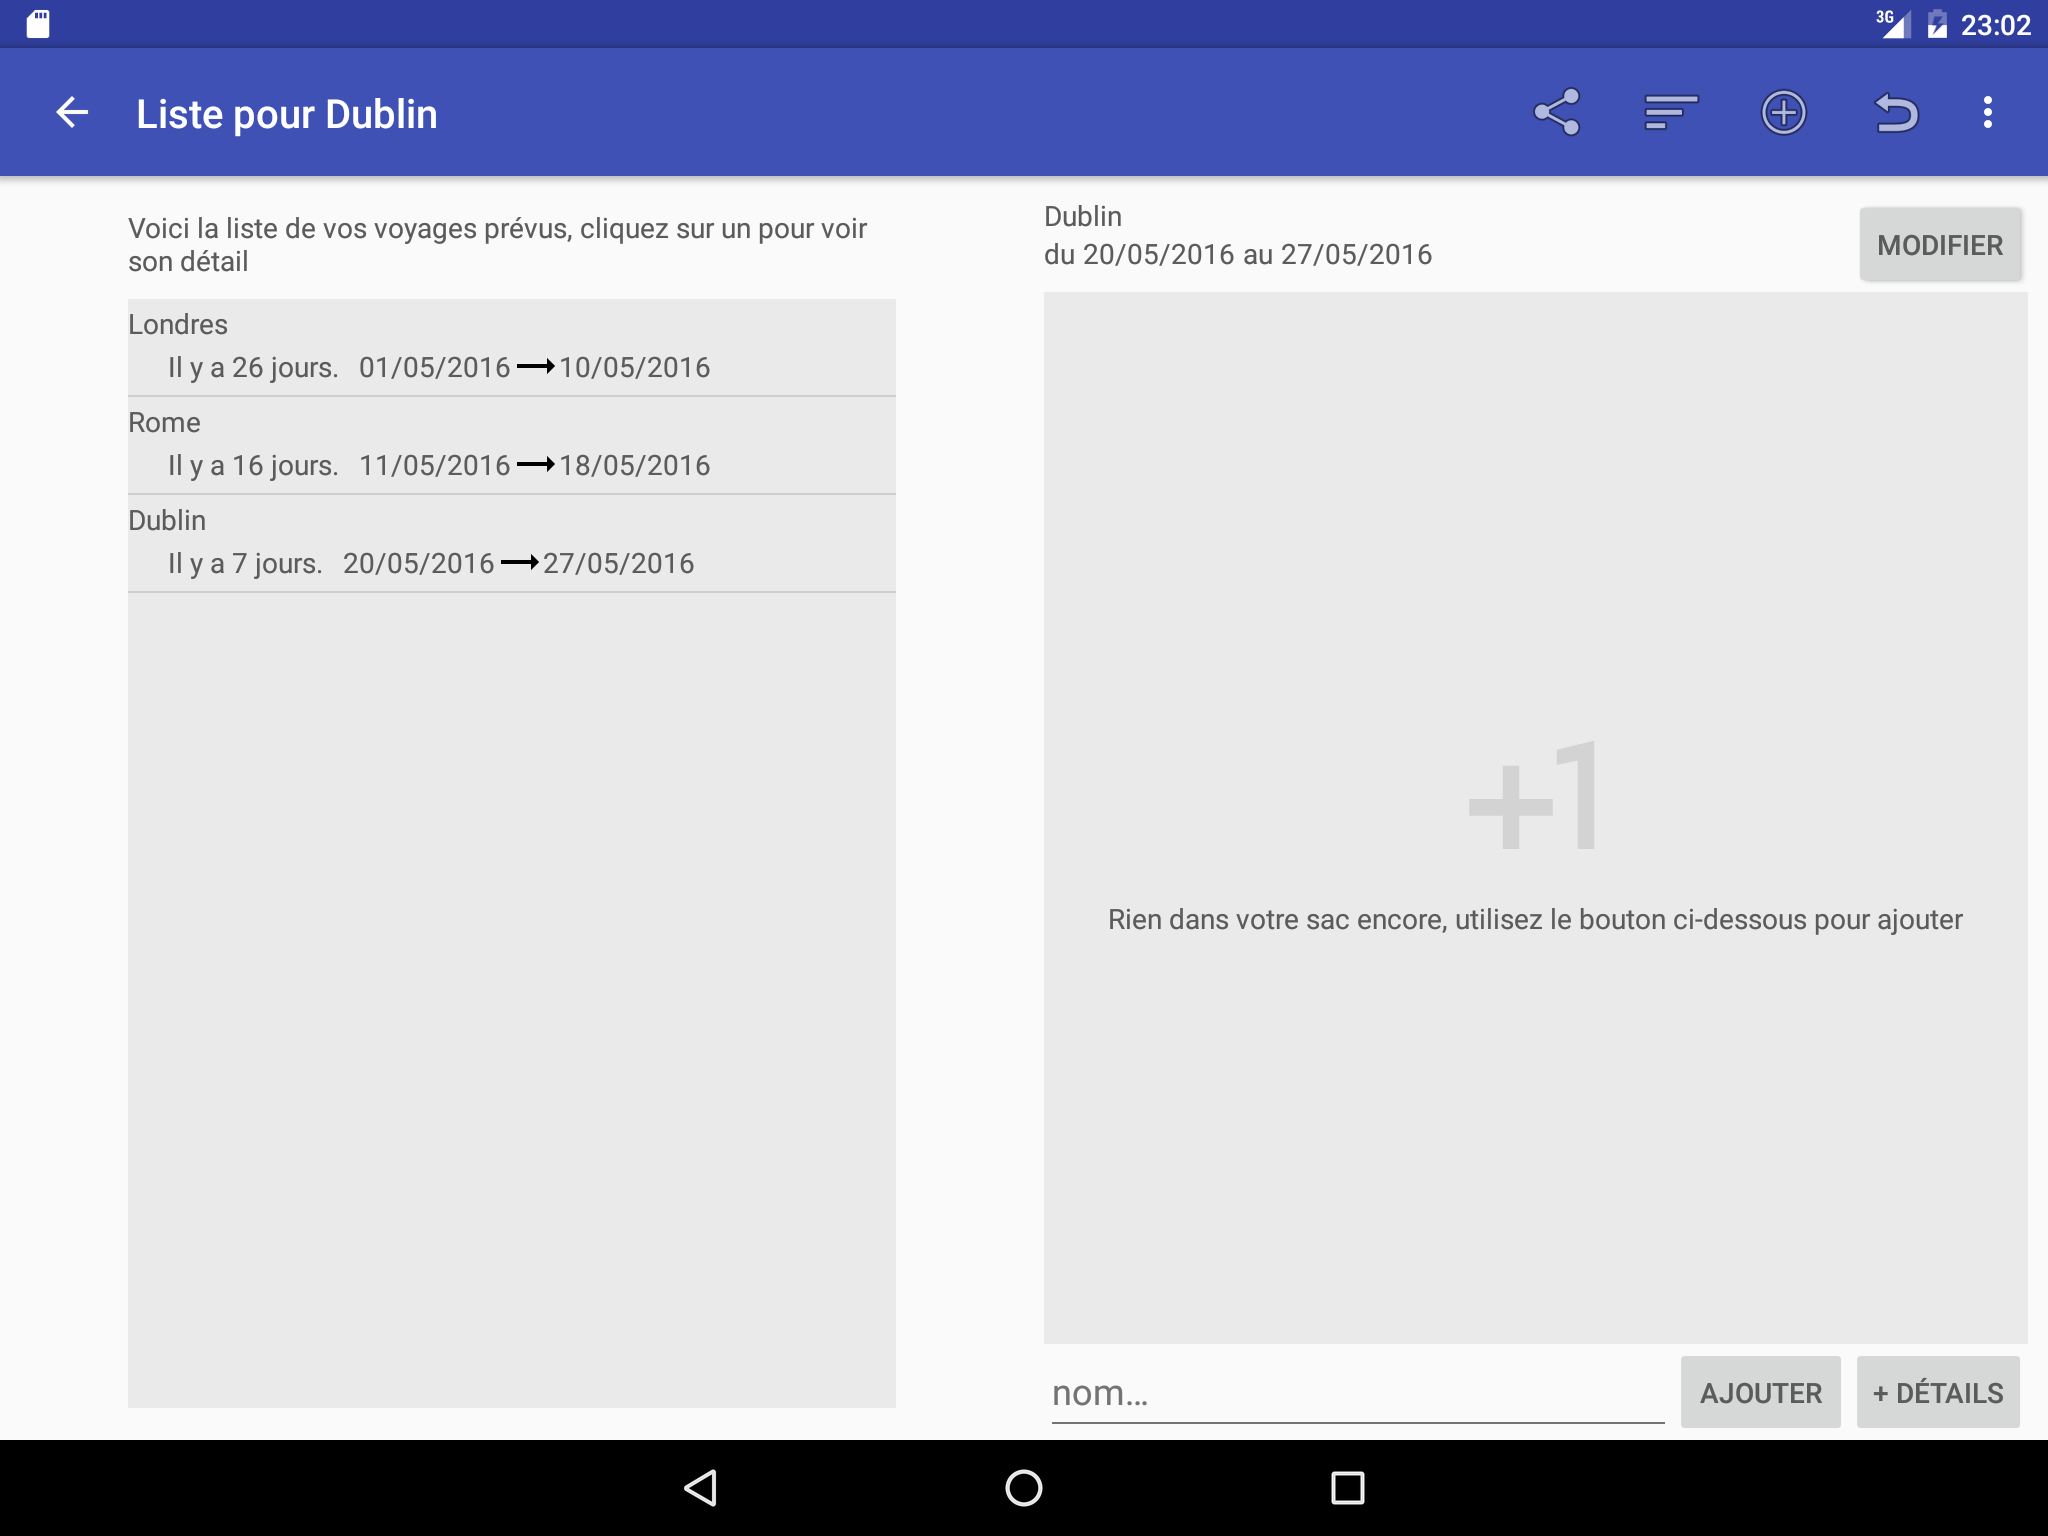 3G 23:02
Liste pour Dublin
Voici la liste de vos voyages prévus, cliquez sur un pour voir
son détail
Londres
Il y a 26 jours. 01/05/2016 10/05/2016
Rome
Il y a 16 jours. 11/05/2016 18/05/2016
Dublin
Il y a 7 jours. 20/05/2016 27/05/2016
Dublin
du 20/05/2016 au 27/05/2016
MODIFIER
+1
Rien dans votre sac encore, utilisez le bouton ci-dessous pour ajouter
nom...
AJOUTER
+ DÉTAILS